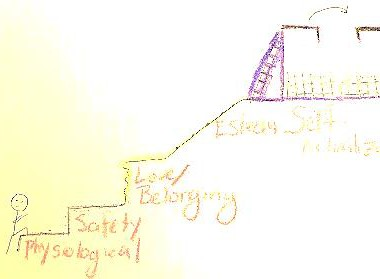 Esteem Self
Love/
Belonging
Safety
Physiological